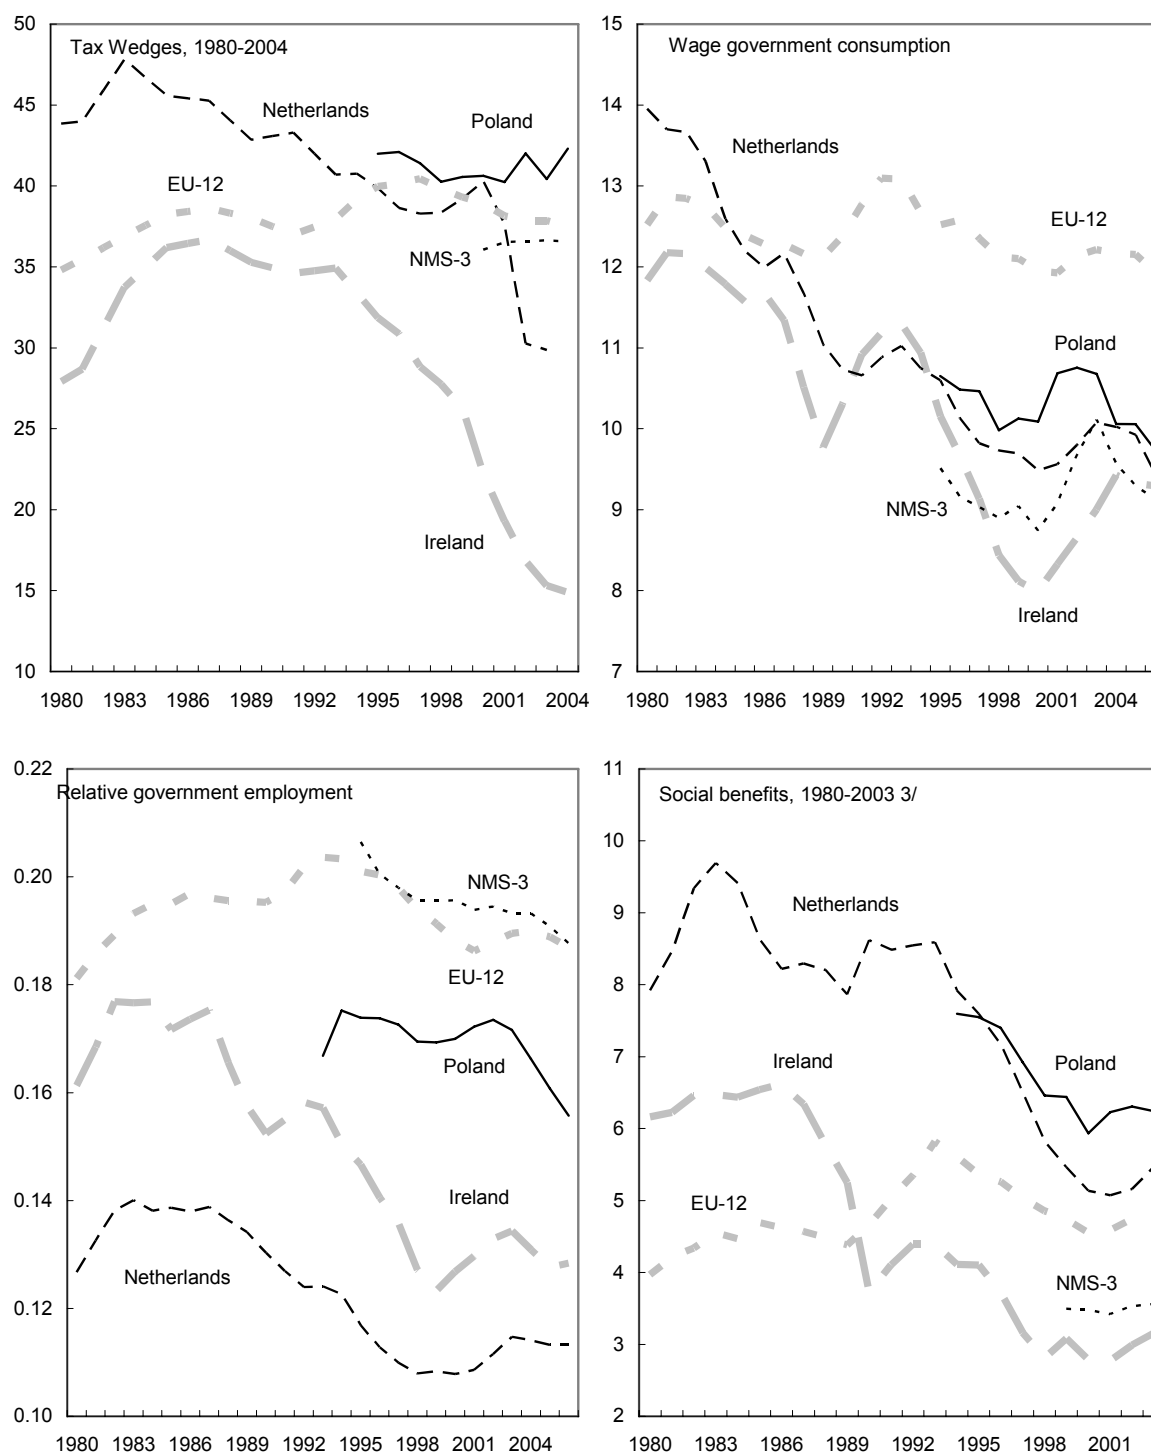 Tax Wedges, 1980-2004
50
45
40
35
30
25
20
15
10
Netherlands
Poland
EU-12
NMS-3
Ireland
1980 1983 1986 1989 1992 1995 1998 2001 2004
Wage government consumption
15
14
13
12
11
10
9
8
7
Netherlands
EU-12
Poland
NMS-3
Ireland
1980 1983 1986 1989 1992 1995 1998 2001 2004
Relative government employment
0.22
0.20
0.18
0.16
0.14
0.12
0.10
NMS-3
EU-12
Poland
Ireland
Netherlands
1980 1983 1986 1989 1992 1995 1998 2001 2004
Social benefits, 1980-2003 3/
11
10
9
8
7
6
5
4
3
2
Netherlands
Ireland
Poland
EU-12
NMS-3
1980 1983 1986 1989 1992 1995 1998 2001